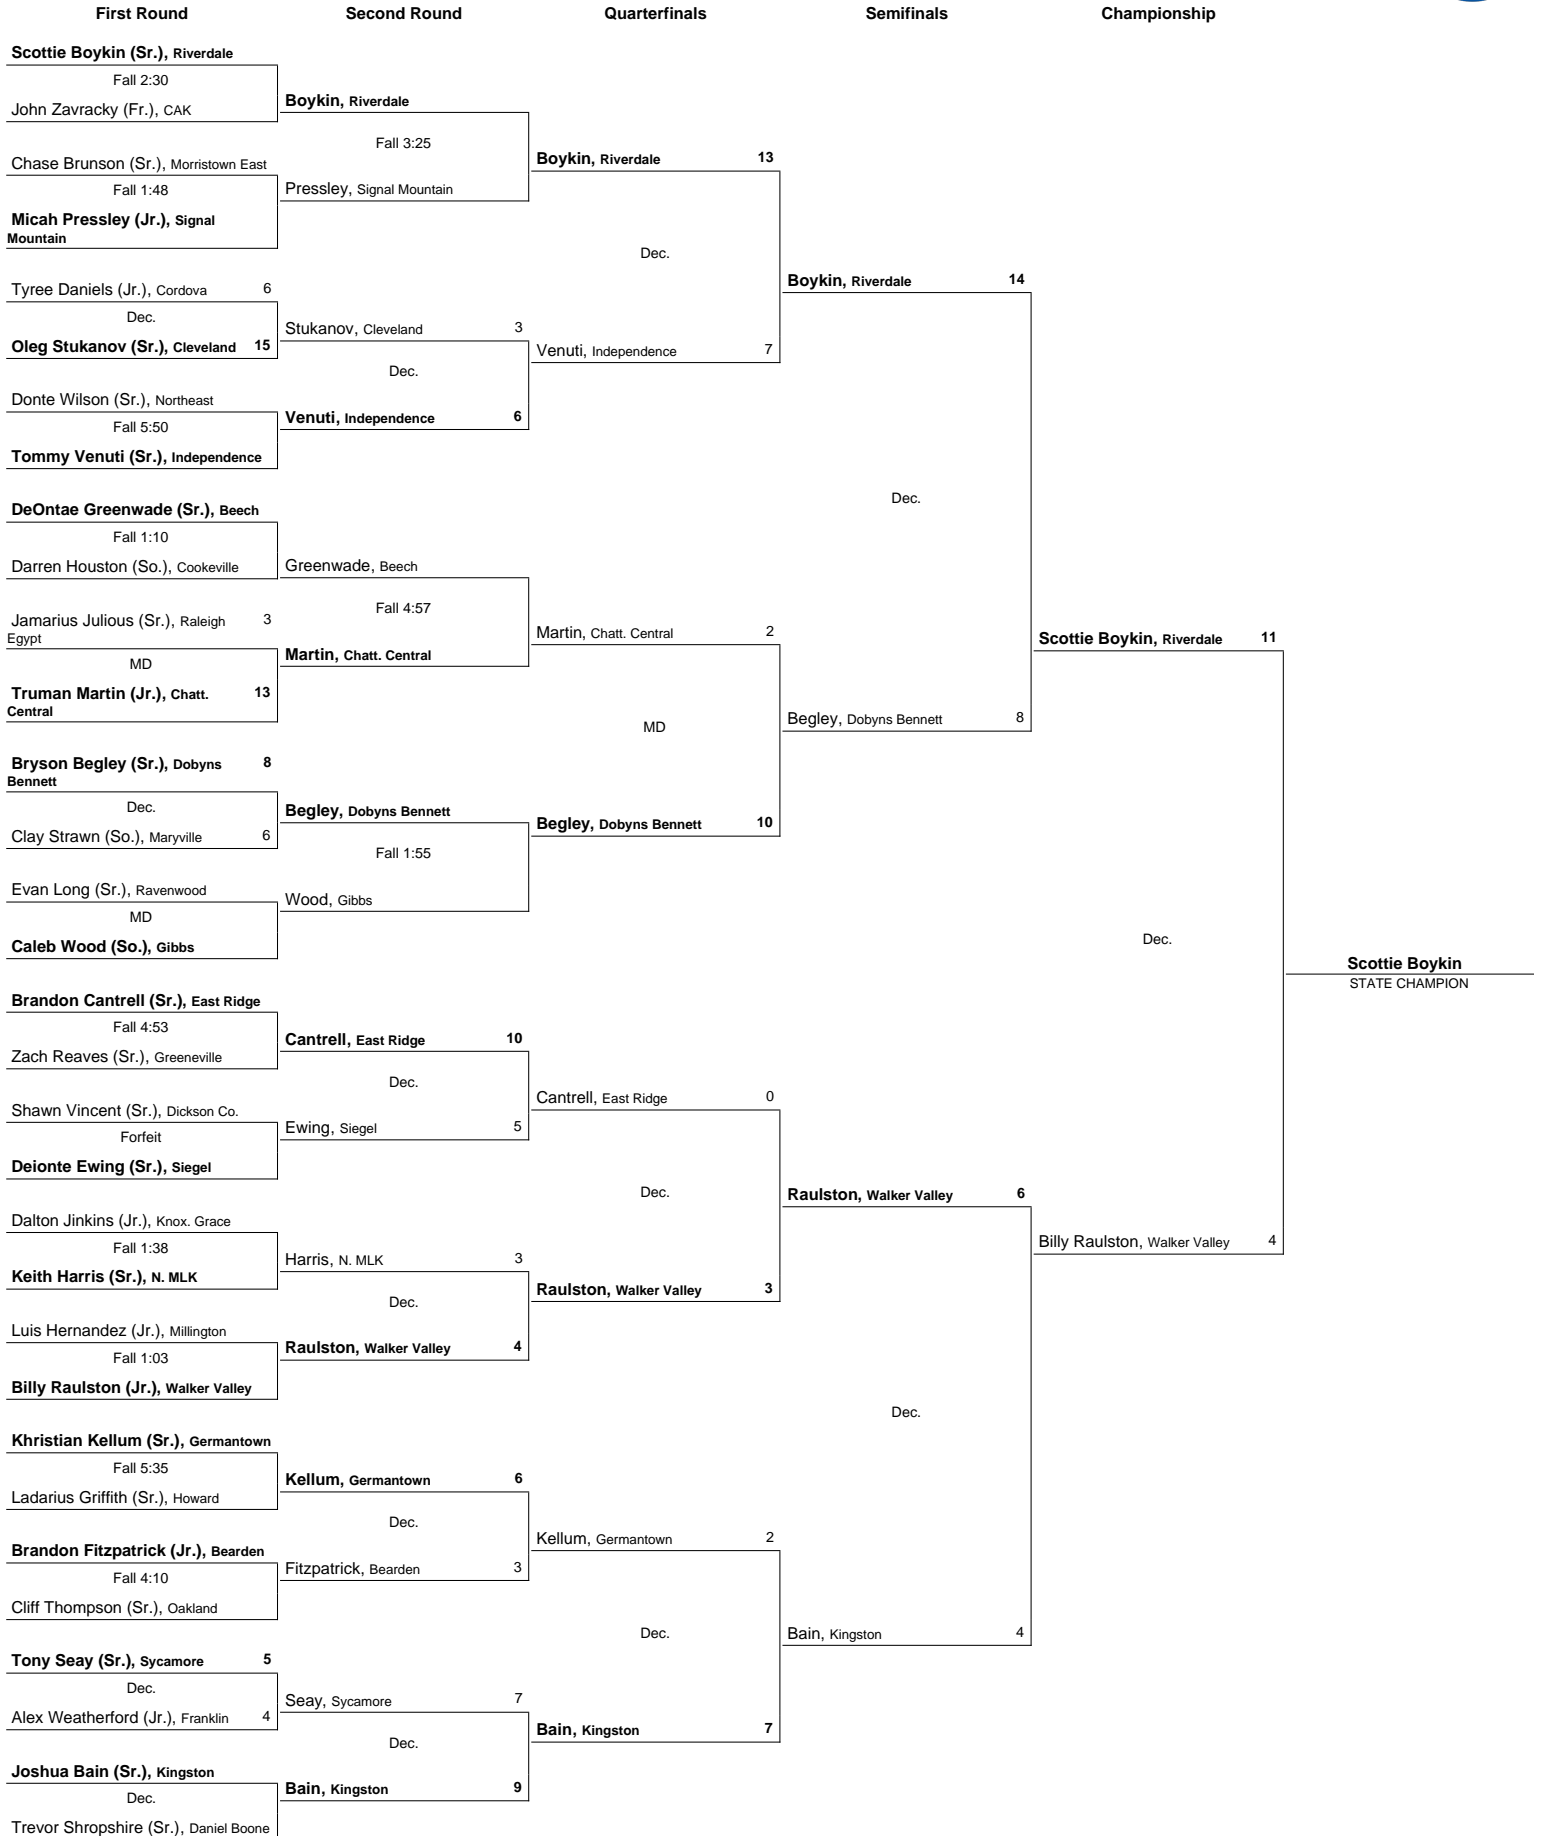 First Round
Second Round
Quarterfinals
Semifinals
Championship
Scottie Boykin (Sr.), Riverdale
Fall 2:30
John Zavracky (Fr.), CAK
Chase Brunson (Sr.), Morristown East
Fall 1:48
Micah Pressley (Jr.), Signal
Mountain
Tyree Daniels (Jr.), Cordova 6
Dec.
Oleg Stukanov (Sr.), Cleveland 15
Donte Wilson (Sr.), Northeast
Fall 5:50
Tommy Venuti (Sr.), Independence
DeOntae Greenwade (Sr.), Beech
Fall 1:10
Darren Houston (So.), Cookeville
Jamarius Julious (Sr.), Raleigh 3
Egypt
MD
Truman Martin (Jr.), Chatt. 13
Central
Bryson Begley (Sr.), Dobyns 8
Bennett
Dec.
Clay Strawn (So.), Maryville 6
Evan Long (Sr.), Ravenwood
MD
Caleb Wood (So.), Gibbs
Brandon Cantrell (Sr.), East Ridge
Fall 4:53
Zach Reaves (Sr.), Greeneville
Shawn Vincent (Sr.), Dickson Co.
Forfeit
Deionte Ewing (Sr.), Siegel
Dalton Jinkins (Jr.), Knox. Grace
Fall 1:38
Keith Harris (Sr.), N. MLK
Luis Hernandez (Jr.), Millington
Fall 1:03
Billy Raulston (Jr.), Walker Valley
Khristian Kellum (Sr.), Germantown
Fall 5:35
Ladarius Griffith (Sr.), Howard
Brandon Fitzpatrick (Jr.), Bearden
Fall 4:10
Cliff Thompson (Sr.), Oakland
Tony Seay (Sr.), Sycamore 5
Dec.
Alex Weatherford (Jr.), Franklin 4
Joshua Bain (Sr.), Kingston
Dec.
Trevor Shropshire (Sr.), Daniel Boone
Boykin, Riverdale
Fall 3:25
Pressley, Signal Mountain
Stukanov, Cleveland 3
Dec.
Venuti, Independence 6
Greenwade, Beech
Fall 4:57
Martin, Chatt. Central
Begley, Dobyns Bennett
Fall 1:55
Wood, Gibbs
Cantrell, East Ridge 10
Dec.
Ewing, Siegel 5
Harris, N. MLK 3
Dec.
Raulston, Walker Valley 4
Kellum, Germantown 6
Dec.
Fitzpatrick, Bearden 3
Seay, Sycamore 7
Dec.
Bain, Kingston 9
Boykin, Riverdale 13
Dec.
Venuti, Independence 7
Martin, Chatt. Central 2
MD
Begley, Dobyns Bennett 10
Cantrell, East Ridge 0
Dec.
Raulston, Walker Valley 3
Kellum, Germantown 2
Dec.
Bain, Kingston 7
Boykin, Riverdale 14
Dec.
Begley, Dobyns Bennett 8
Raulston, Walker Valley 6
Dec.
Bain, Kingston 4
Scottie Boykin, Riverdale 11
Dec.
Billy Raulston, Walker Valley 4
Scottie Boykin
STATE CHAMPION